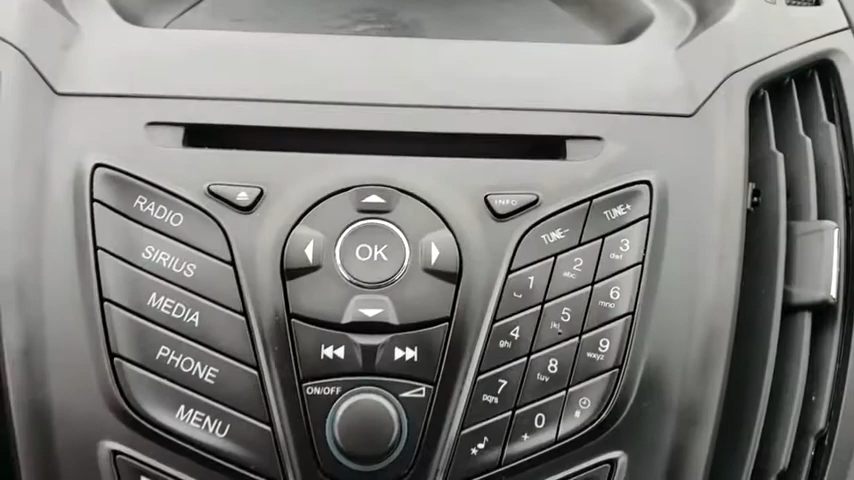 RADIO
SIRIUS
MEDIA
PHONE
MENU
OK
ON/OFF
INFO
TUNE-
TUNE+
1
2
abc
3
def
4
ghi
5
jkl
6
mno
7
pqrs
8
tuv
9
wxyz
0
+